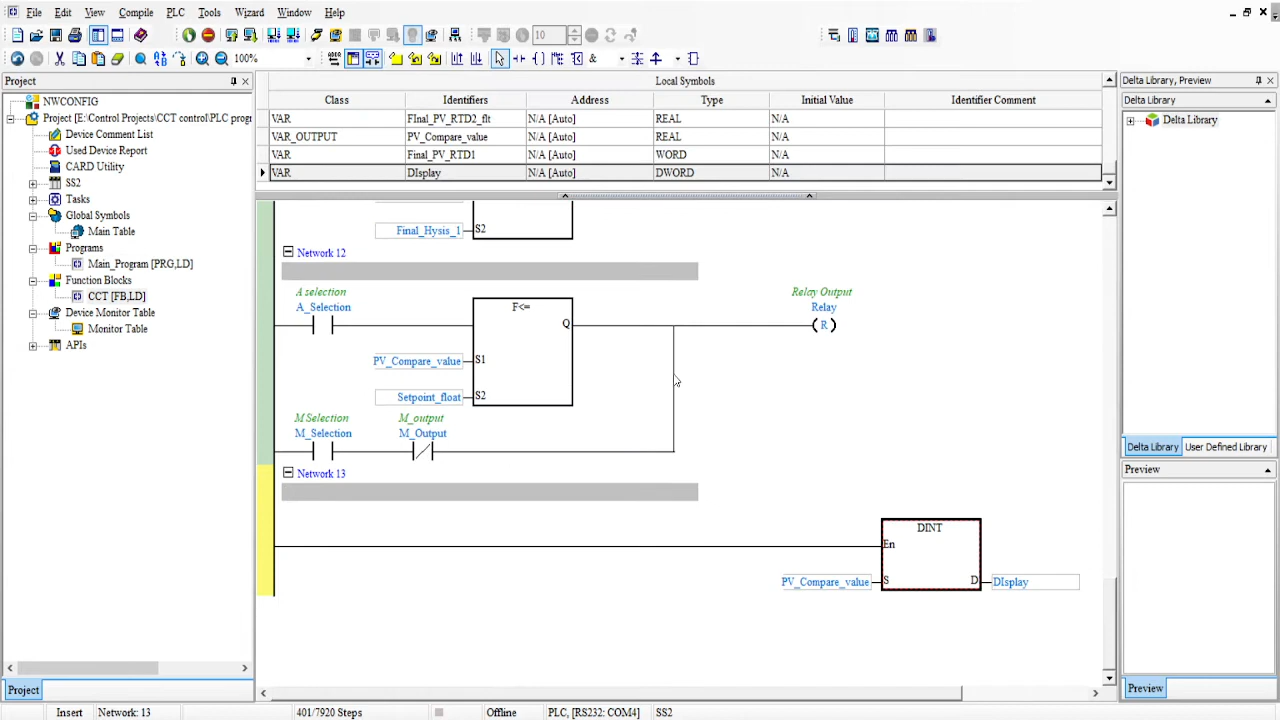 File Edit View Compile PLC Tools Wizard Window Help
10
100%
&
Project
NWCONFIG
Project [E:\Control Projects\CCT control\PLC progr
Device Comment List
Used Device Report
CARD Utility
SS2
Tasks
Global Symbols
Main Table
Programs
Main_Program [PRG,LD]
Function Blocks
CCT [FB,LD]
Device Monitor Table
Monitor Table
APIs
Project
Local Symbols
Class Identifiers Address Type Initial Value Identifier Comment
VAR FInal_PV_RTD2_flt N/A [Auto] REAL N/A
VAR_OUTPUT PV_Compare_value N/A [Auto] REAL N/A
VAR Final_PV_RTD1 N/A [Auto] WORD N/A
VAR DIsplay N/A [Auto] DWORD N/A
Final_Hysis_1 S2
Network 12
A selection
A_Selection
F<=
Q
PV_Compare_value S1
Setpoint_float S2
Relay Output
Relay
R
M Selection M_output
M_Selection M_Output
Network 13
DINT
En
PV_Compare_value S D DIsplay
Delta Library, Preview
Delta Library
Delta Library
Delta Library User Defined Library
Preview
Preview
Insert Network: 13 401/7920 Steps Offline PLC, [RS232: COM4] SS2